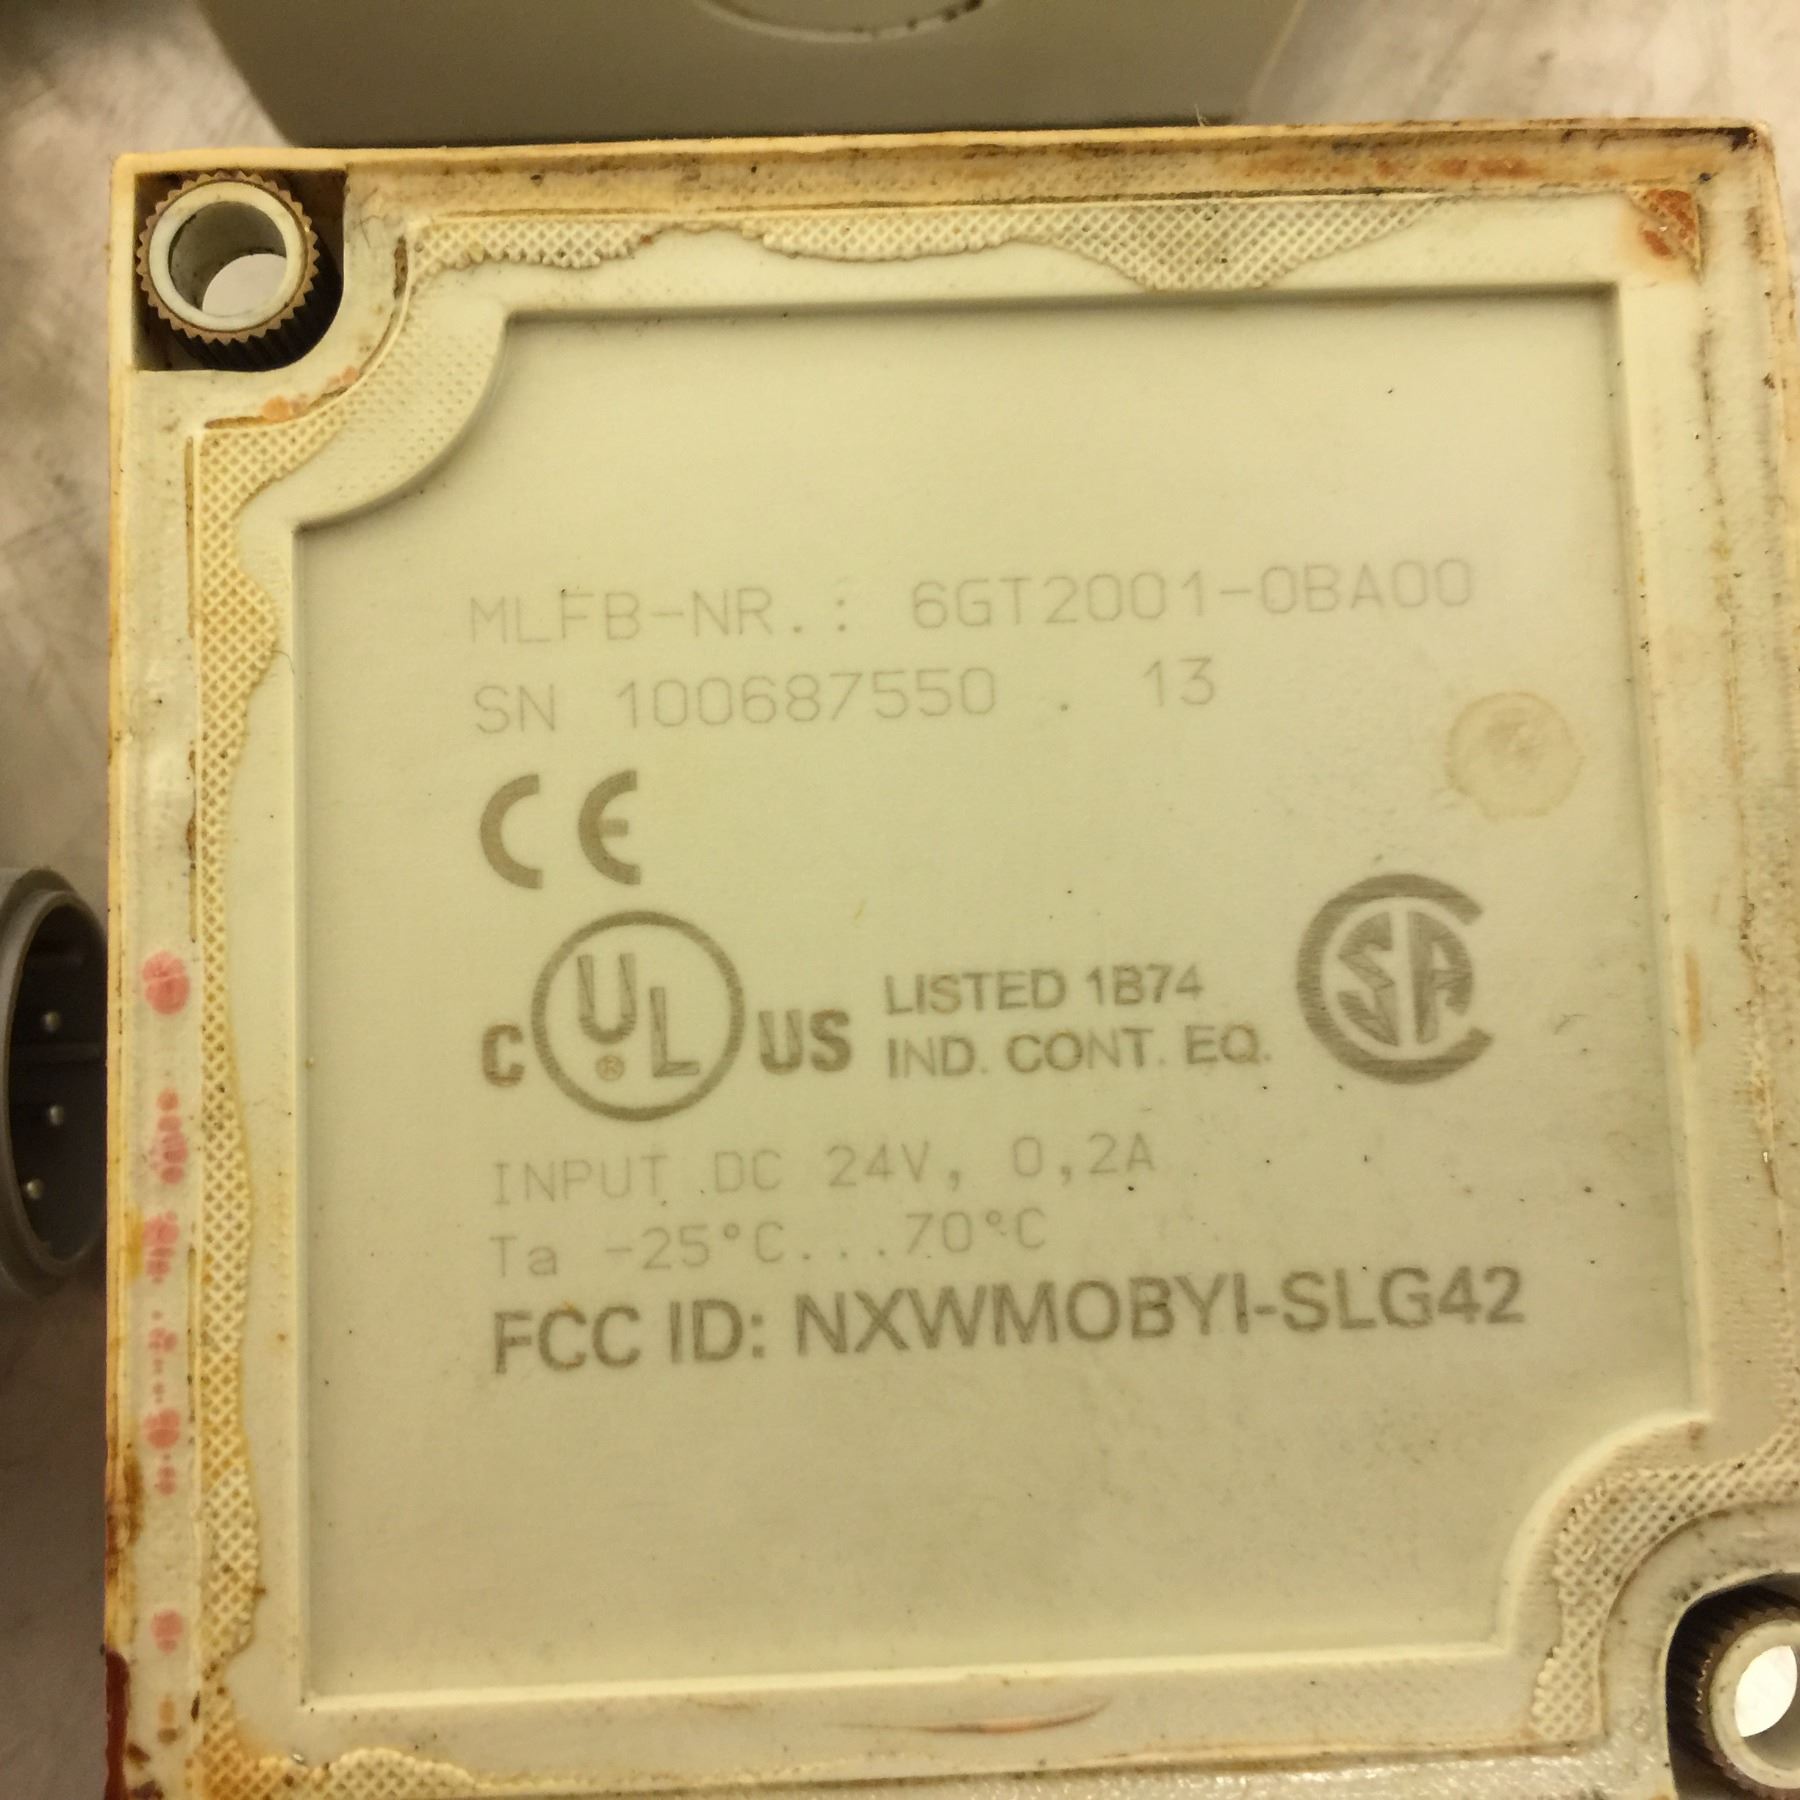 MLFB-NR.: 6GT2001-0BA00
SN 100687550 . 13
CE
C UL® US LISTED 1B74
IND. CONT. EQ.
SA
INPUT DC 24V, 0,2A
Ta -25°C...70°C
FCC ID: NXWMOBYI-SLG42